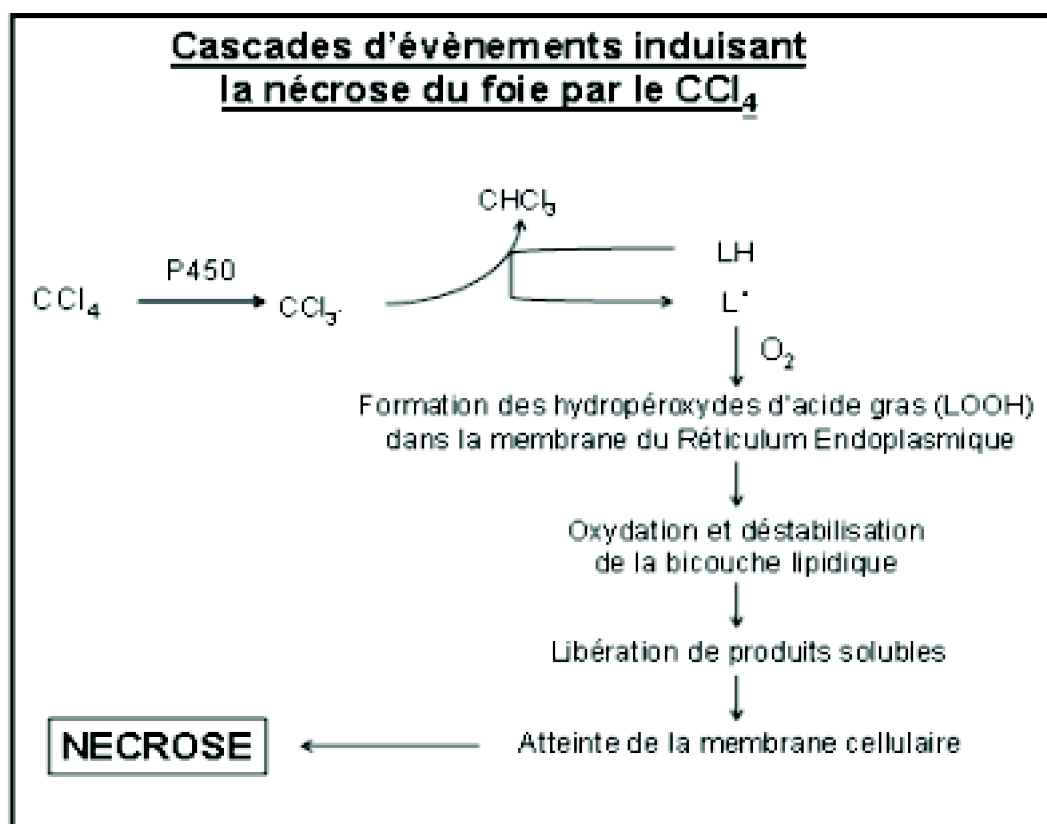 Cascades d'évènements induisant
la nécrose du foie par le CCl₄
CHCl₃
LH
P450
CCl₄
CCl₃·
L•
O₂
Formation des hydropéroxydes d'acide gras (LOOH)
dans la membrane du Réticulum Endoplasmique
Oxydation et déstabilisation
de la bicouche lipidique
Libération de produits solubles
NECROSE
Atteinte de la membrane cellulaire